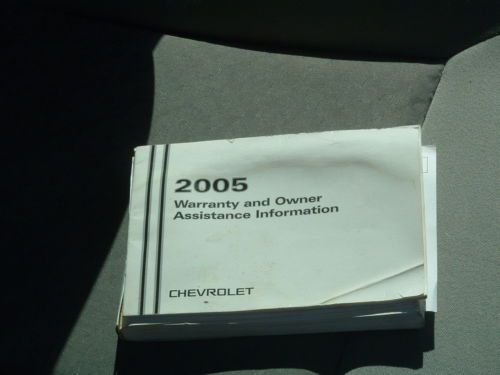 2005
Warranty and Owner
Assistance Information
CHEVROLET